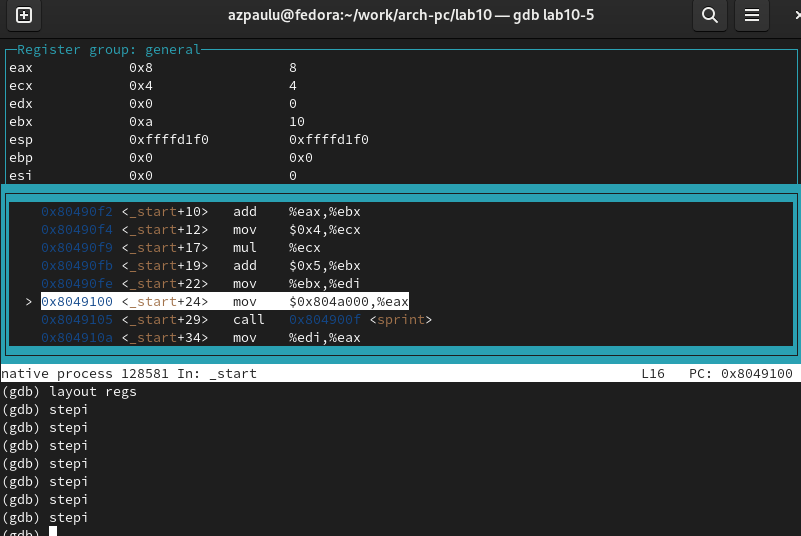 azpaulu@fedora:~/work/arch-pc/lab10 — gdb lab10-5
Register group: general
eax 0x8 8
ecx 0x4 4
edx 0x0 0
ebx 0xa 10
esp 0xffffd1f0 0xffffd1f0
ebp 0x0 0x0
esi 0x0 0
0x80490f2 <_start+10> add %eax,%ebx
0x80490f4 <_start+12> mov $0x4,%ecx
0x80490f9 <_start+17> mul %ecx
0x80490fb <_start+19> add $0x5,%ebx
0x80490fe <_start+22> mov %ebx,%edi
> 0x8049100 <_start+24> mov $0x804a000,%eax
0x8049105 <_start+29> call 0x804900f <sprint>
0x804910a <_start+34> mov %edi,%eax
native process 128581 In: _start L16 PC: 0x8049100
(gdb) layout regs
(gdb) stepi
(gdb) stepi
(gdb) stepi
(gdb) stepi
(gdb) stepi
(gdb) stepi
(gdb) stepi
(gdb)